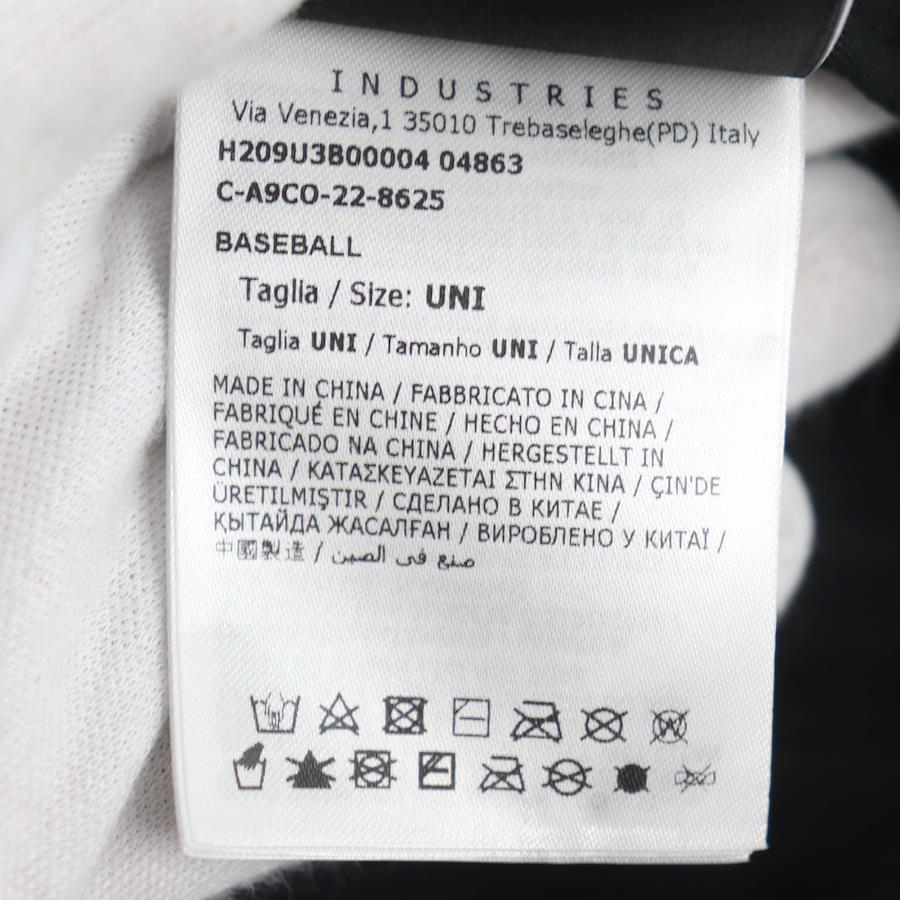 INDUSTRIES
Via Venezia,1 35010 Trebaseleghe(PD) Italy
H209U3B00004 04863
C-A9CO-22-8625
BASEBALL
Taglia / Size: UNI
Taglia UNI / Tamanho UNI / Talla UNICA
MADE IN CHINA / FABBRICATO IN CINA /
FABRIQUÉ EN CHINE / HECHO EN CHINA /
FABRICADO NA CHINA / HERGESTELLT IN
CHINA / ΚΑΤΑΣΚΕΥΑΖΕΤΑΙ ΣΤΗΝ ΚΙΝΑ / ÇIN'DE
ÜRETILMIŞTIR / СДЕЛАНО В КИТАЕ /
ҚЫТАЙДА ЖАСАЛҒАН / ВИРОБЛЕНО У КИТАЇ /
中國製造 / صنع في الصين